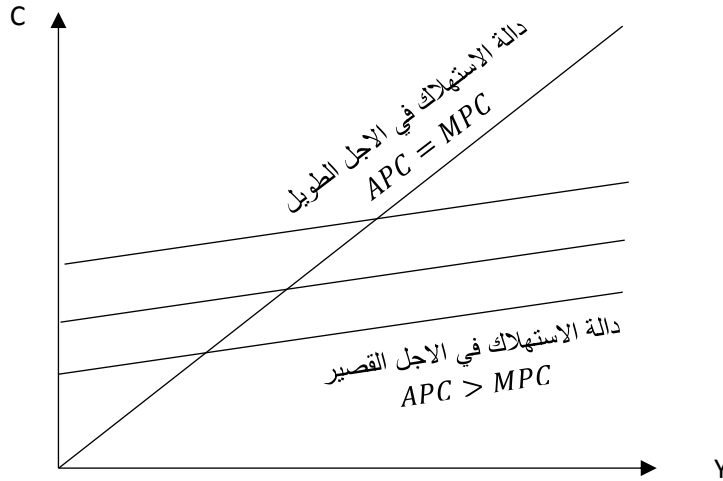 C
دالة الاستهلاك في الاجل الطويل
APC = MPC
دالة الاستهلاك في الاجل القصير
APC > MPC
Y